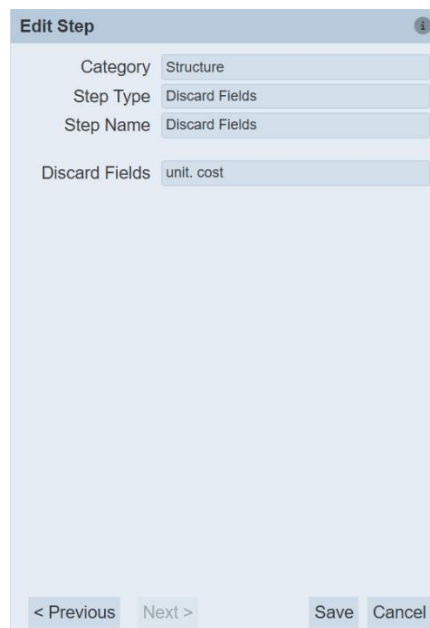 Edit Step
i
Category Structure
Step Type Discard Fields
Step Name Discard Fields
Discard Fields unit. cost
< Previous Next > Save Cancel